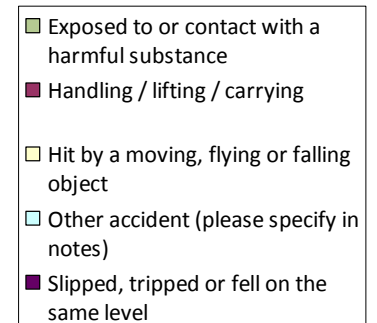 Exposed to or contact with a
harmful substance
Handling / lifting / carrying
Hit by a moving, flying or falling
object
Other accident (please specify in
notes)
Slipped, tripped or fell on the
same level